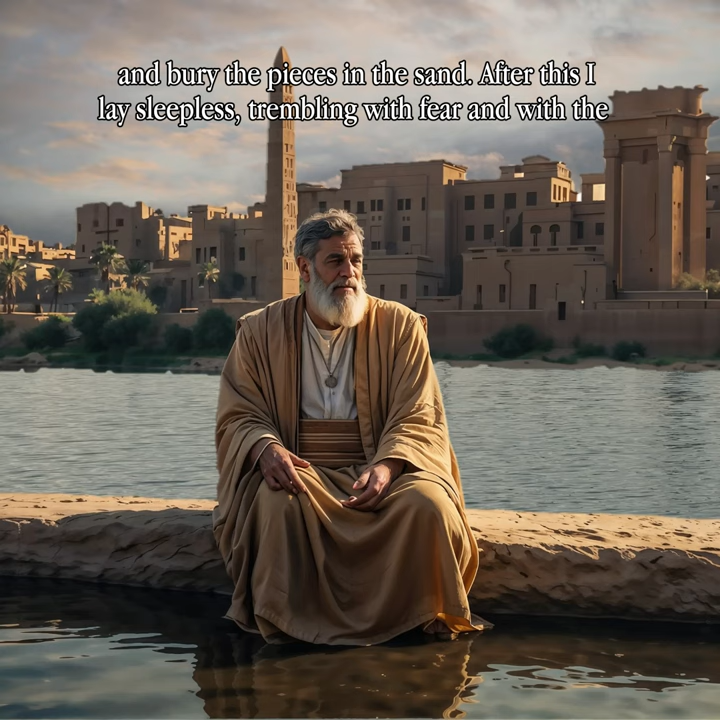 and bury the pieces in the sand. After this I
lay sleepless, trembling with fear and with the